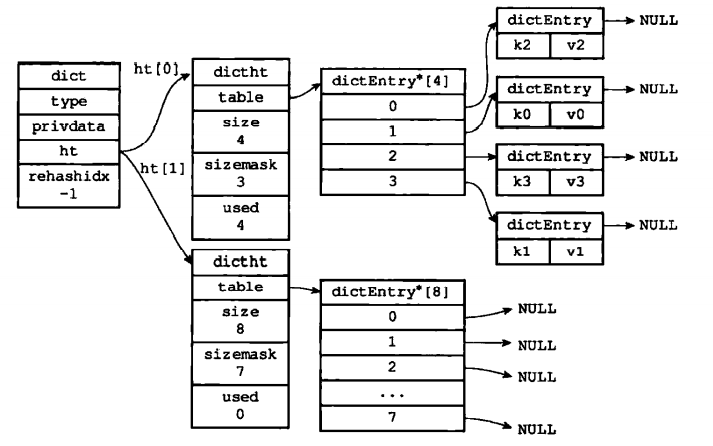 dict
type
privdata
ht
rehashidx
-1
ht[0]
ht[1]
dictht
table
size
4
sizemask
3
used
4
dictEntry*[4]
0
1
2
3
dictEntry
k2 v2
NULL
dictEntry
k0 v0
NULL
dictEntry
k3 v3
NULL
dictEntry
k1 v1
NULL
dictht
table
size
8
sizemask
7
used
0
dictEntry*[8]
0
1
2
...
7
NULL
NULL
NULL
NULL